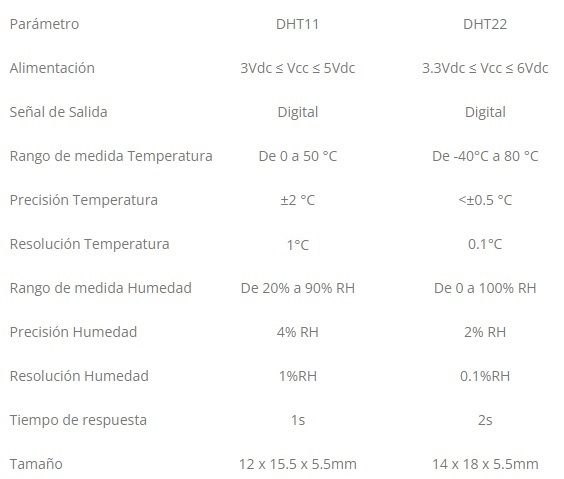 Parámetro DHT11 DHT22
Alimentación 3Vdc ≤ Vcc ≤ 5Vdc 3.3Vdc ≤ Vcc ≤ 6Vdc
Señal de Salida Digital Digital
Rango de medida Temperatura De 0 a 50 °C De -40°C a 80 °C
Precisión Temperatura ±2 °C <±0.5 °C
Resolución Temperatura 1°C 0.1°C
Rango de medida Humedad De 20% a 90% RH De 0 a 100% RH
Precisión Humedad 4% RH 2% RH
Resolución Humedad 1%RH 0.1%RH
Tiempo de respuesta 1s 2s
Tamaño 12 x 15.5 x 5.5mm 14 x 18 x 5.5mm